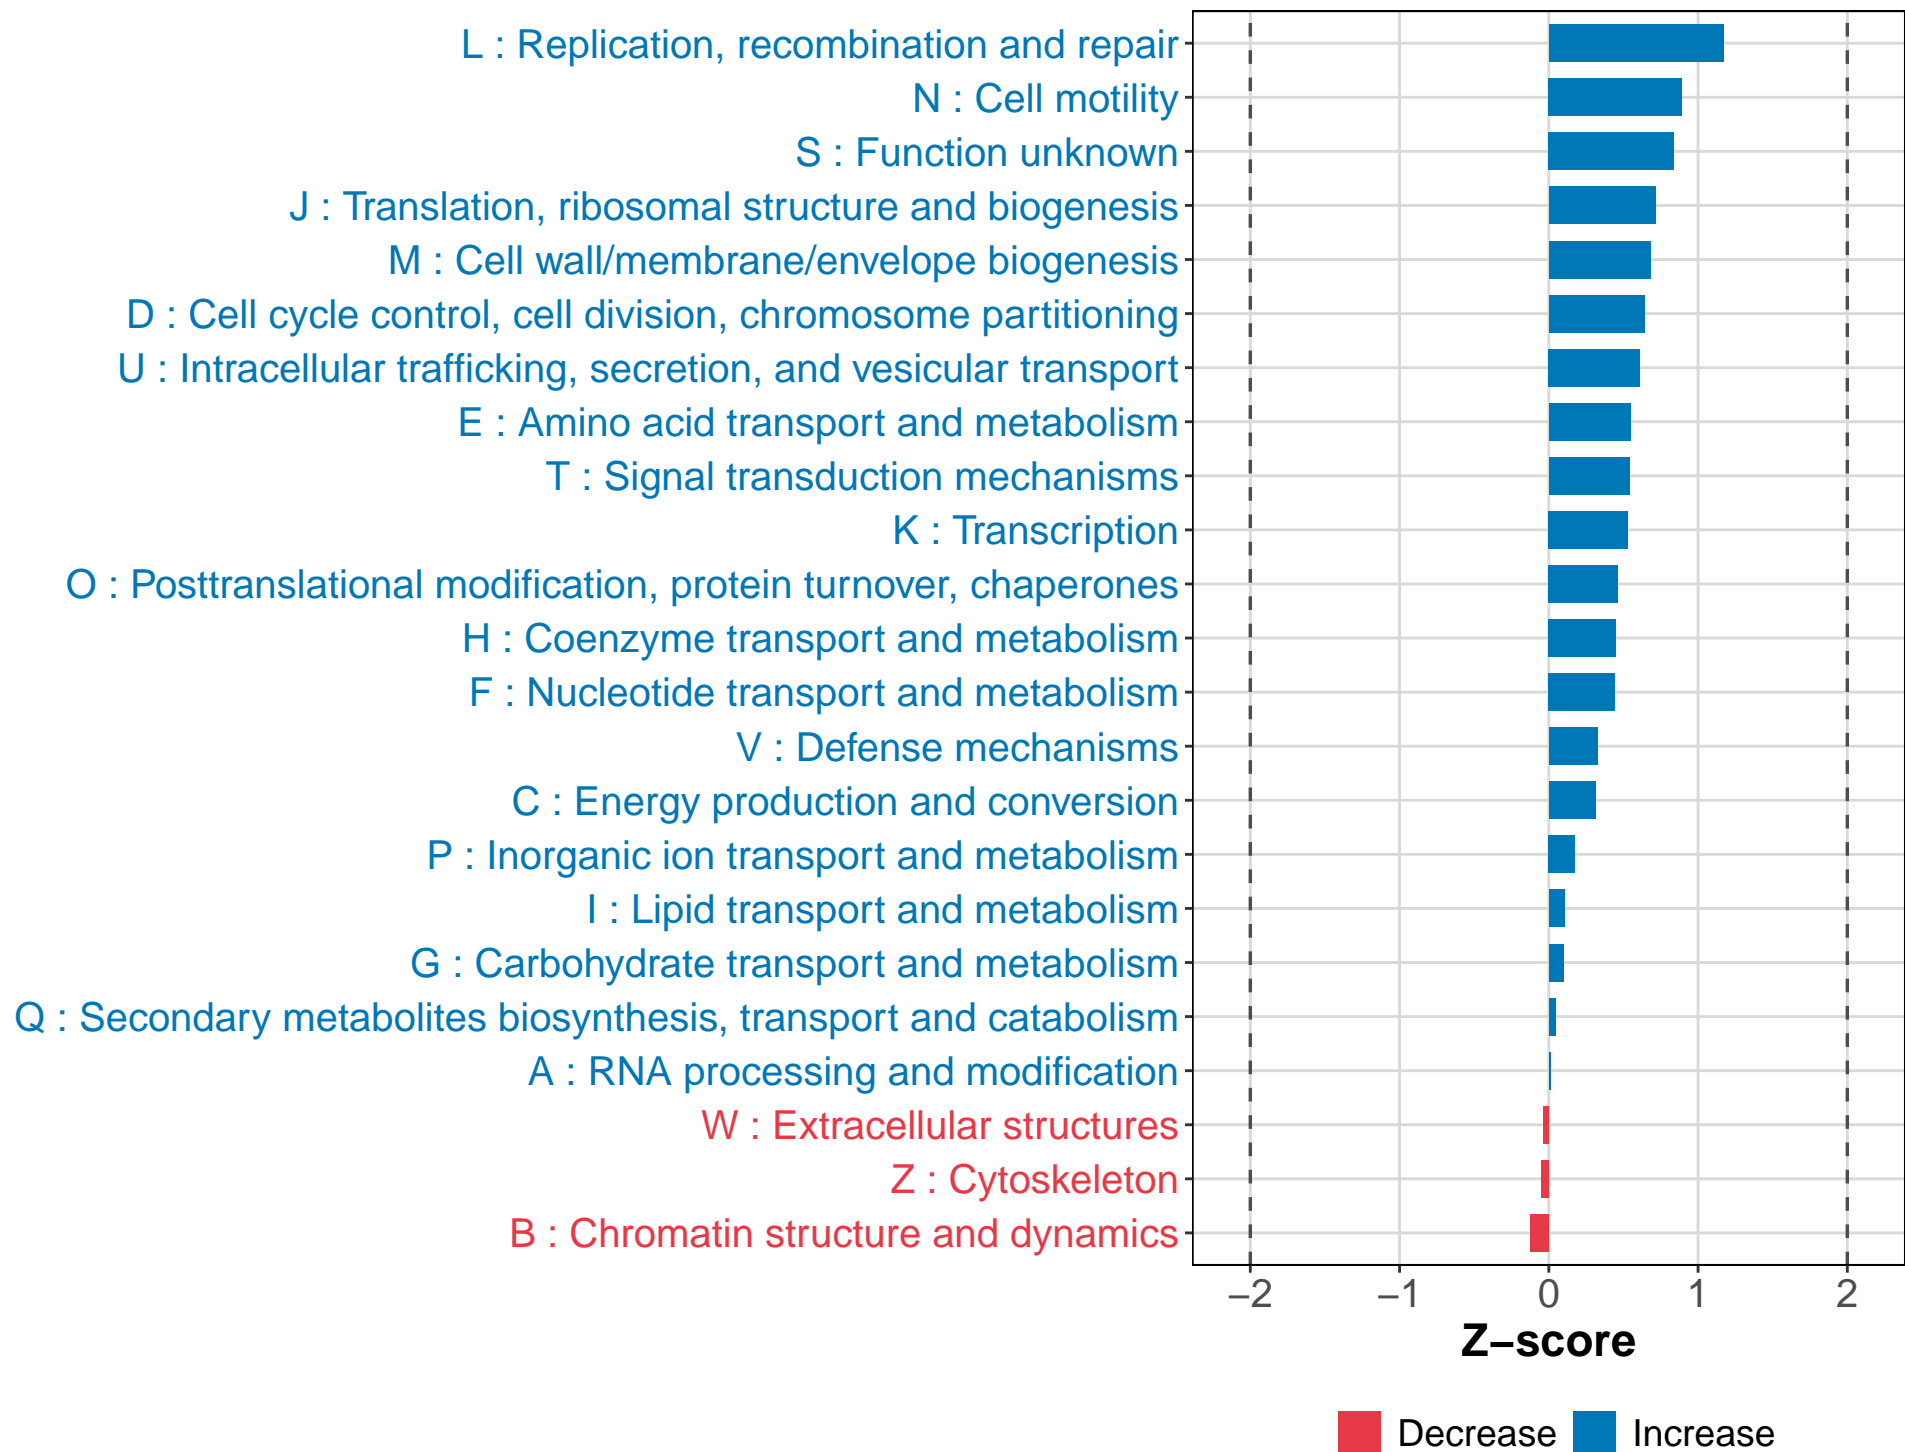 L : Replication, recombination and repair
N : Cell motility
S : Function unknown
J : Translation, ribosomal structure and biogenesis
M : Cell wall/membrane/envelope biogenesis
D : Cell cycle control, cell division, chromosome partitioning
U : Intracellular trafficking, secretion, and vesicular transport
E : Amino acid transport and metabolism
T : Signal transduction mechanisms
K : Transcription
O : Posttranslational modification, protein turnover, chaperones
H : Coenzyme transport and metabolism
F : Nucleotide transport and metabolism
V : Defense mechanisms
C : Energy production and conversion
P : Inorganic ion transport and metabolism
I : Lipid transport and metabolism
G : Carbohydrate transport and metabolism
Q : Secondary metabolites biosynthesis, transport and catabolism
A : RNA processing and modification
W : Extracellular structures
Z : Cytoskeleton
B : Chromatin structure and dynamics
−2 −1 0 1 2
Z−score
Decrease Increase